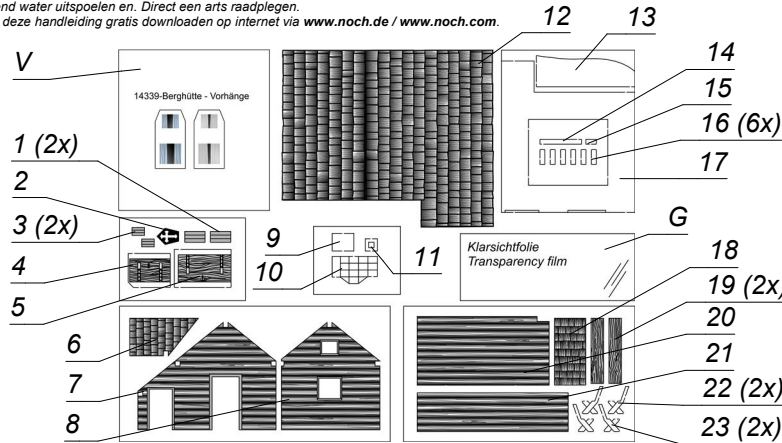 end water uitspoelen en. Direct een arts raadplegen.
deze handleiding gratis downloaden op internet via www.noch.de / www.noch.com.
V
14339-Berghütte - Vorhänge
12
13
14
15
16 (6x)
17
1 (2x)
2
3 (2x)
4
5
9
10
11
G
Klarsichtfolie
Transparency film
18
19 (2x)
20
21
22 (2x)
23 (2x)
6
7
8